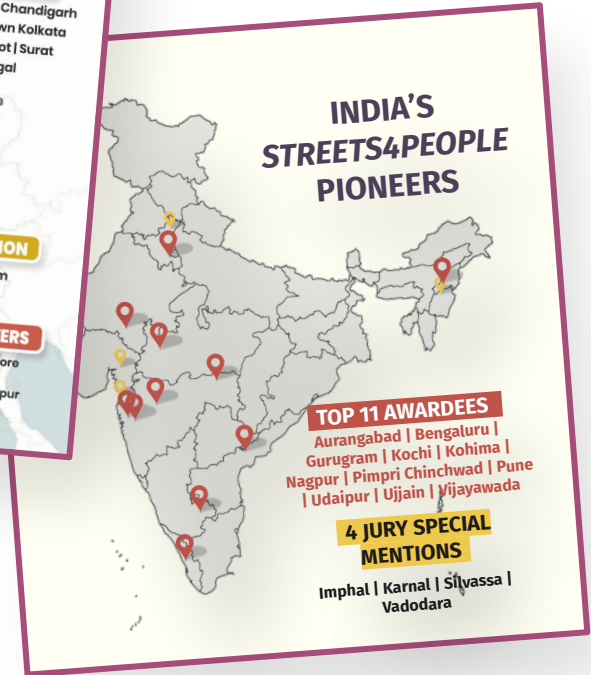 Chandigarh
wn Kolkata
ot | Surat
gal
ION
m
ERS
ore
pur
INDIA'S
STREETS4PEOPLE
PIONEERS
TOP 11 AWARDEES
Aurangabad | Bengaluru |
Gurugram | Kochi | Kohima |
Nagpur | Pimpri Chinchwad | Pune
| Udaipur | Ujjain | Vijayawada
4 JURY SPECIAL
MENTIONS
Imphal | Karnal | Silvassa |
Vadodara